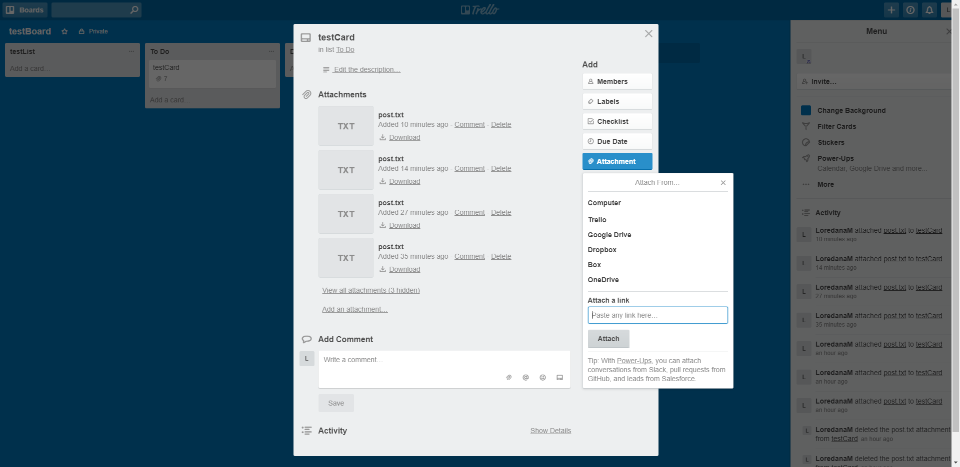 Boards
Trello
L
testBoard
Private
testList
Add a card...
To Do
testCard
7
Add a card...
D
testCard
in list To Do
Edit the description...
Attachments
TXT
post.txt
Added 10 minutes ago - Comment - Delete
Download
TXT
post.txt
Added 14 minutes ago - Comment - Delete
Download
TXT
post.txt
Added 27 minutes ago - Comment - Delete
Download
TXT
post.txt
Added 35 minutes ago - Comment - Delete
Download
View all attachments (3 hidden)
Add an attachment...
Add Comment
L
Write a comment...
Save
Activity
Show Details
Add
Members
Labels
Checklist
Due Date
Attachment
Attach From...
Computer
Trello
Google Drive
Dropbox
Box
OneDrive
Attach a link
Paste any link here...
Attach
Tip: With Power-Ups, you can attach
conversations from Slack, pull requests from
GitHub, and leads from Salesforce.
Menu
L
Invite...
Change Background
Filter Cards
Stickers
Power-Ups
Calendar, Google Drive and more...
More
Activity
L
LoredanaM attached post.txt to testCard
10 minutes ago
L
LoredanaM attached post.txt to testCard
14 minutes ago
L
LoredanaM attached post.txt to testCard
27 minutes ago
L
LoredanaM attached post.txt to testCard
35 minutes ago
L
LoredanaM attached post.txt to testCard
an hour ago
L
LoredanaM attached post.txt to testCard
an hour ago
L
LoredanaM attached post.txt to testCard
an hour ago
L
LoredanaM deleted the post.txt attachment
from testCard an hour ago
L
LoredanaM deleted the post.txt attachment